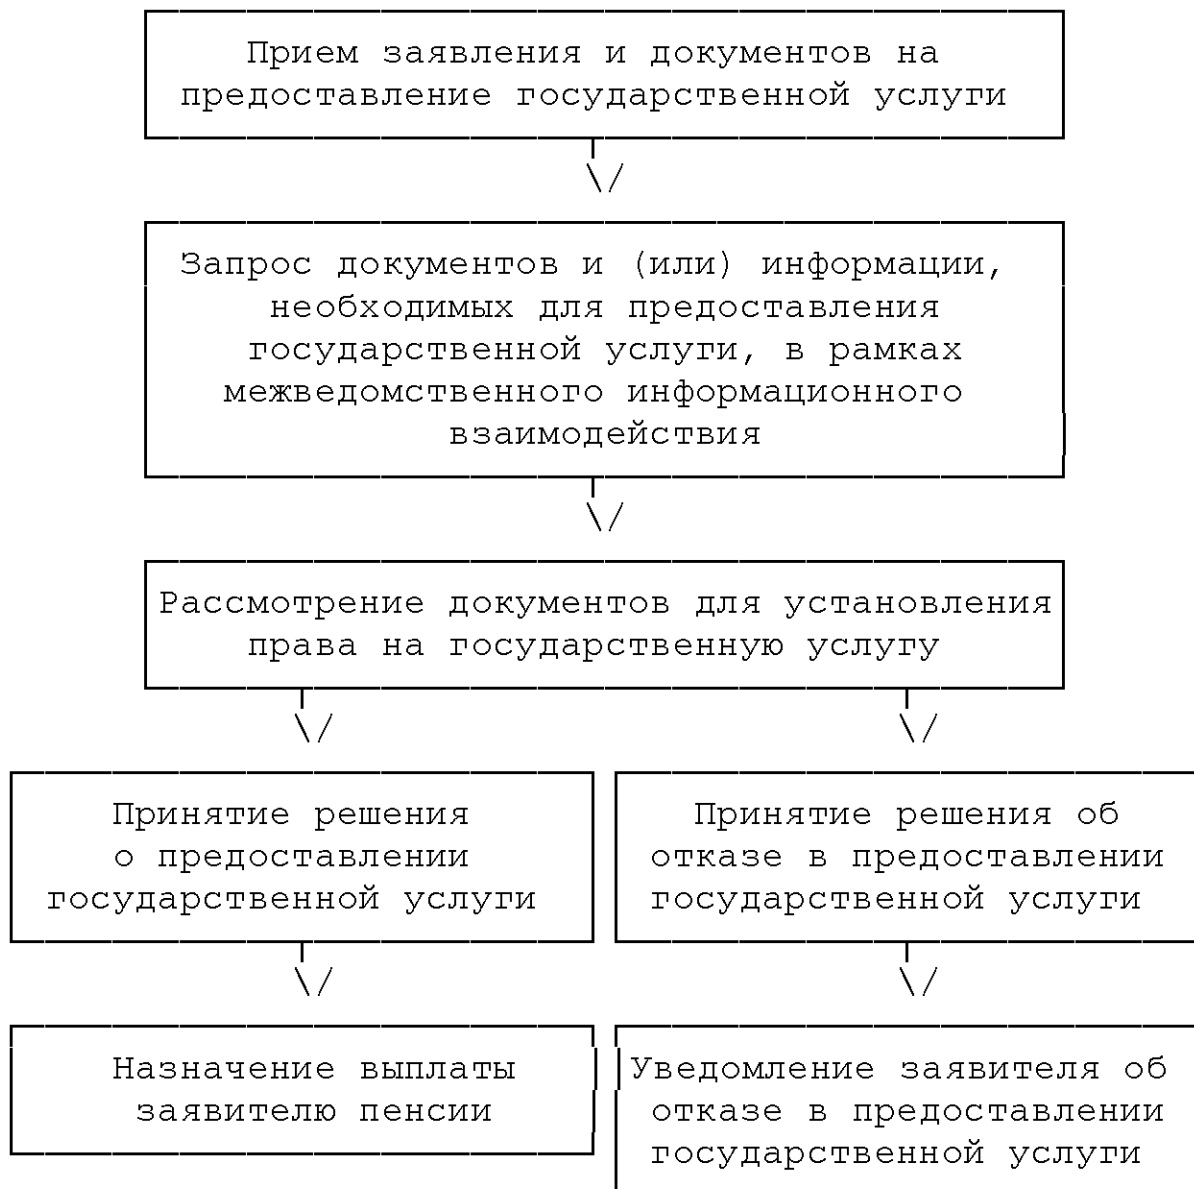 Прием заявления и документов на
предоставление государственной услуги
Запрос документов и (или) информации,
необходимых для предоставления
государственной услуги, в рамках
межведомственного информационного
взаимодействия
Рассмотрение документов для установления
права на государственную услугу
Принятие решения
о предоставлении
государственной услуги
Принятие решения об
отказе в предоставлении
государственной услуги
Назначение выплаты
заявителю пенсии
Уведомление заявителя об
отказе в предоставлении
государственной услуги